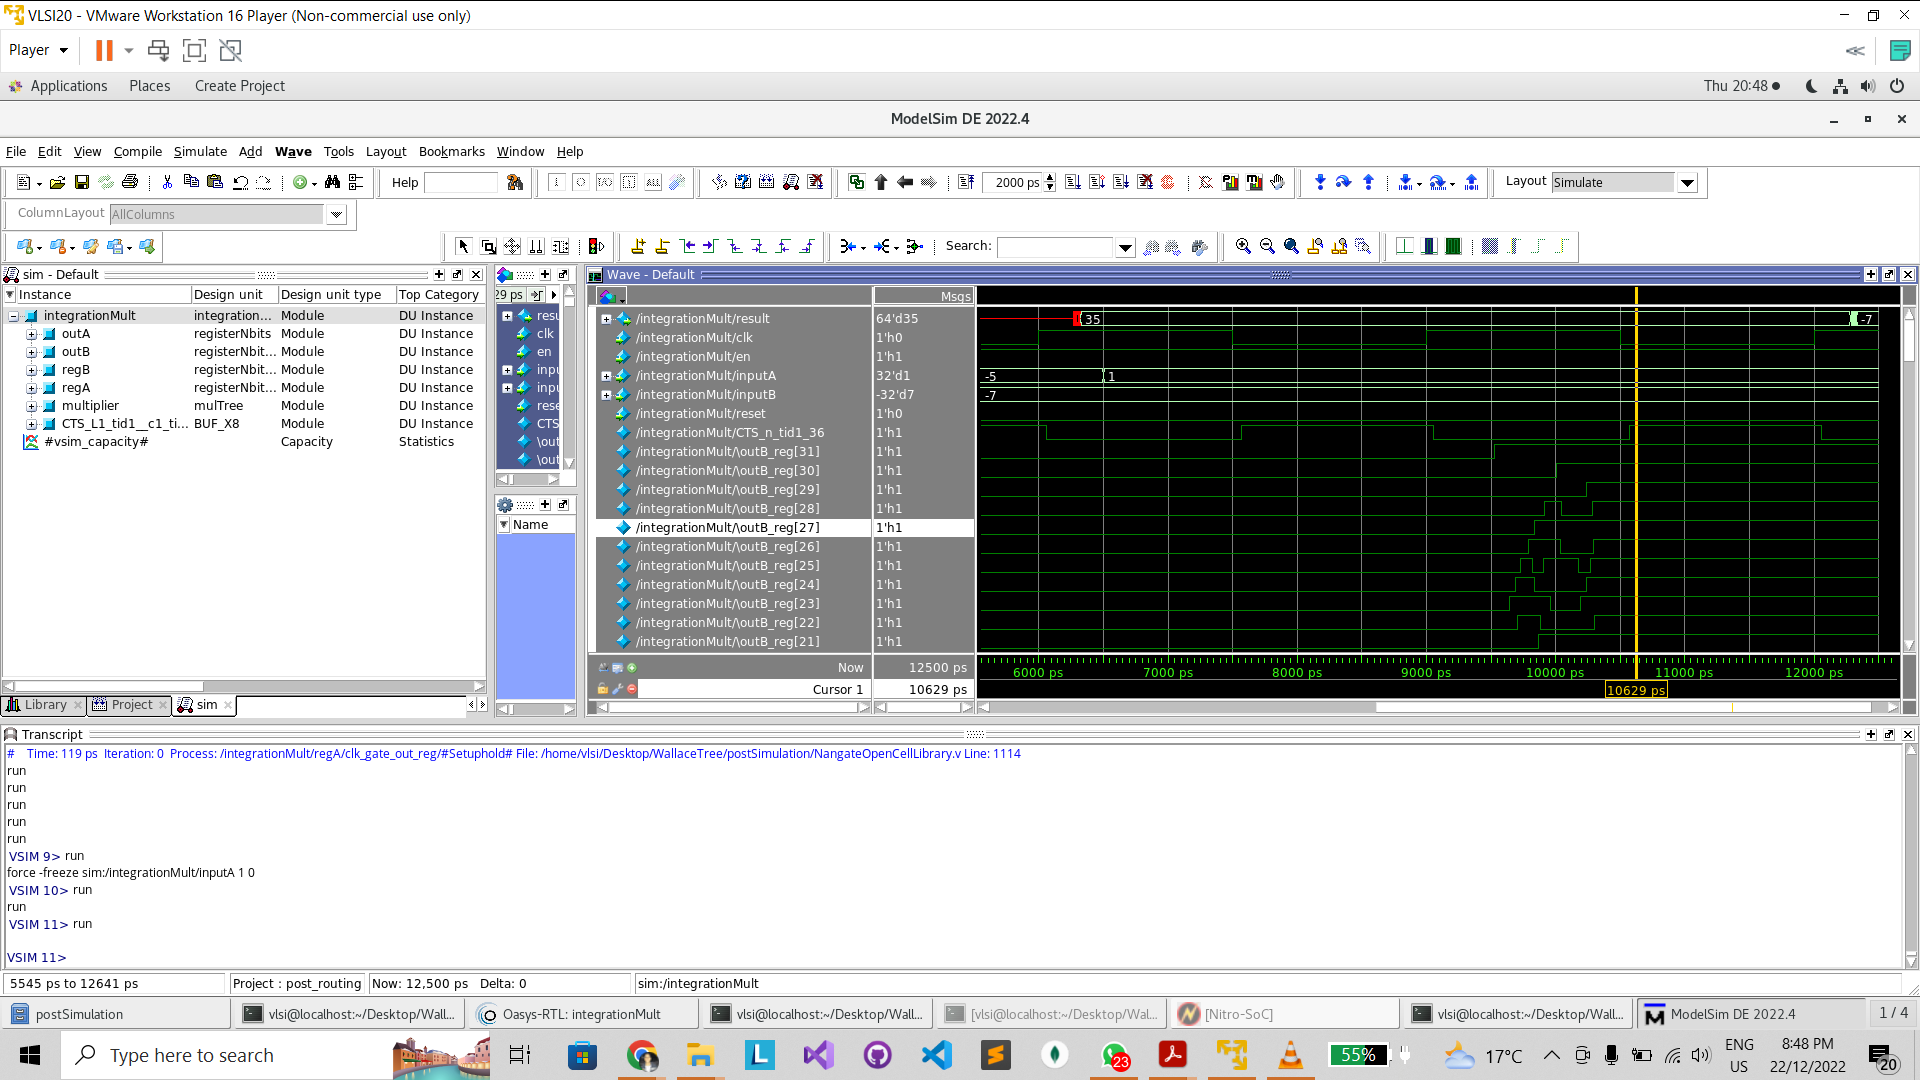 VLSI20 - VMware Workstation 16 Player (Non-commercial use only)
Player
Applications Places Create Project Thu 20:48
ModelSim DE 2022.4
File Edit View Compile Simulate Add Wave Tools Layout Bookmarks Window Help
Help 2000 ps Layout Simulate
ColumnLayout AllColumns
Search:
sim - Default
Instance Design unit Design unit type Top Category
integrationMult integration... Module DU Instance
outA registerNbits Module DU Instance
outB registerNbit... Module DU Instance
regB registerNbit... Module DU Instance
regA registerNbit... Module DU Instance
multiplier mulTree Module DU Instance
CTS_L1_tid1__c1_ti... BUF_X8 Module DU Instance
#vsim_capacity# Capacity Statistics
Library Project sim
29 ps
resu
clk
en
inpu
inpu
rese
CTS
\out
\out
Name
Wave - Default
Msgs
/integrationMult/result 64'd35 35 -7
/integrationMult/clk 1'h0
/integrationMult/en 1'h1
/integrationMult/inputA 32'd1 -5 1
/integrationMult/inputB -32'd7 -7
/integrationMult/reset 1'h0
/integrationMult/CTS_n_tid1_36 1'h1
/integrationMult/\outB_reg[31] 1'h1
/integrationMult/\outB_reg[30] 1'h1
/integrationMult/\outB_reg[29] 1'h1
/integrationMult/\outB_reg[28] 1'h1
/integrationMult/\outB_reg[27] 1'h1
/integrationMult/\outB_reg[26] 1'h1
/integrationMult/\outB_reg[25] 1'h1
/integrationMult/\outB_reg[24] 1'h1
/integrationMult/\outB_reg[23] 1'h1
/integrationMult/\outB_reg[22] 1'h1
/integrationMult/\outB_reg[21] 1'h1
Now 12500 ps 6000 ps 7000 ps 8000 ps 9000 ps 10000 ps 11000 ps 12000 ps
Cursor 1 10629 ps 10629 ps
Transcript
# Time: 119 ps Iteration: 0 Process: /integrationMult/regA/clk_gate_out_reg/#Setuphold# File: /home/vlsi/Desktop/WallaceTree/postSimulation/NangateOpenCellLibrary.v Line: 1114
run
run
run
run
run
VSIM 9> run
force -freeze sim:/integrationMult/inputA 1 0
VSIM 10> run
run
VSIM 11> run
VSIM 11>
5545 ps to 12641 ps Project : post_routing Now: 12,500 ps Delta: 0 sim:/integrationMult
postSimulation vlsi@localhost:~/Desktop/Wall... Oasys-RTL: integrationMult vlsi@localhost:~/Desktop/Wall... [vlsi@localhost:~/Desktop/Wal... [Nitro-SoC] vlsi@localhost:~/Desktop/Wall... ModelSim DE 2022.4 1 / 4
Type here to search 23 55% 17°C ENG US 8:48 PM 22/12/2022 20